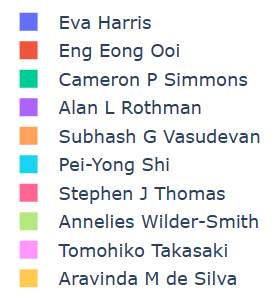 Eva Harris
Eng Eong Ooi
Cameron P Simmons
Alan L Rothman
Subhash G Vasudevan
Pei-Yong Shi
Stephen J Thomas
Annelies Wilder-Smith
Tomohiko Takasaki
Aravinda M de Silva